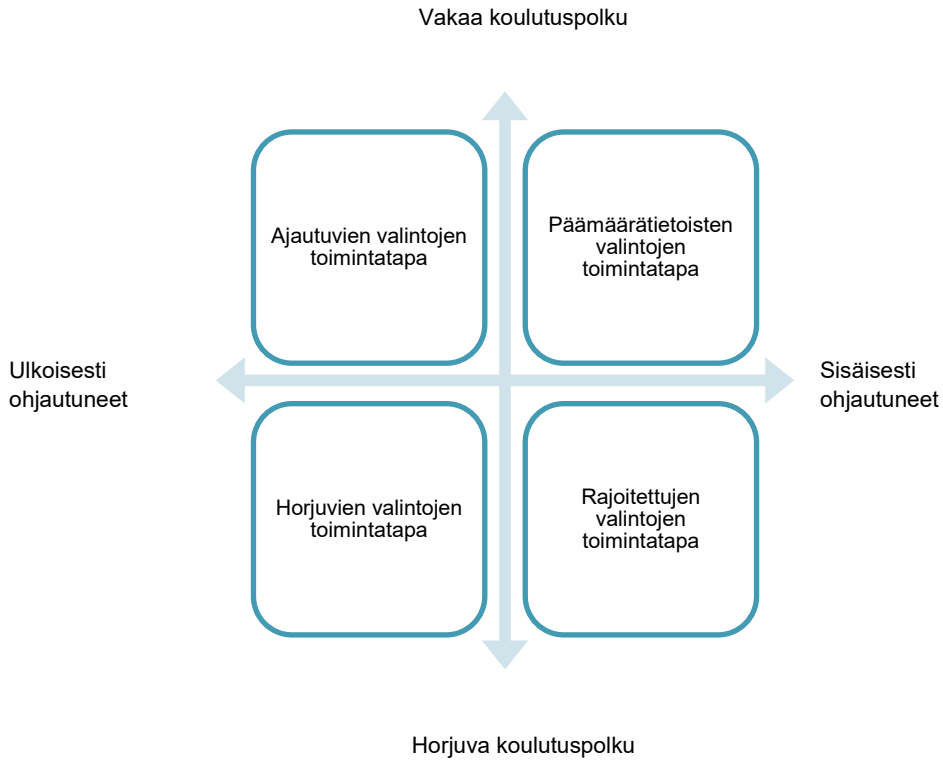 Vakaa koulutuspolku
Ajautuvien valintojen
toimintatapa
Päämäärätietoisten
valintojen
toimintatapa
Ulkoisesti
ohjautuneet
Sisäisesti
ohjautuneet
Horjuvien valintojen
toimintatapa
Rajoitettujen
valintojen
toimintatapa
Horjuva koulutuspolku